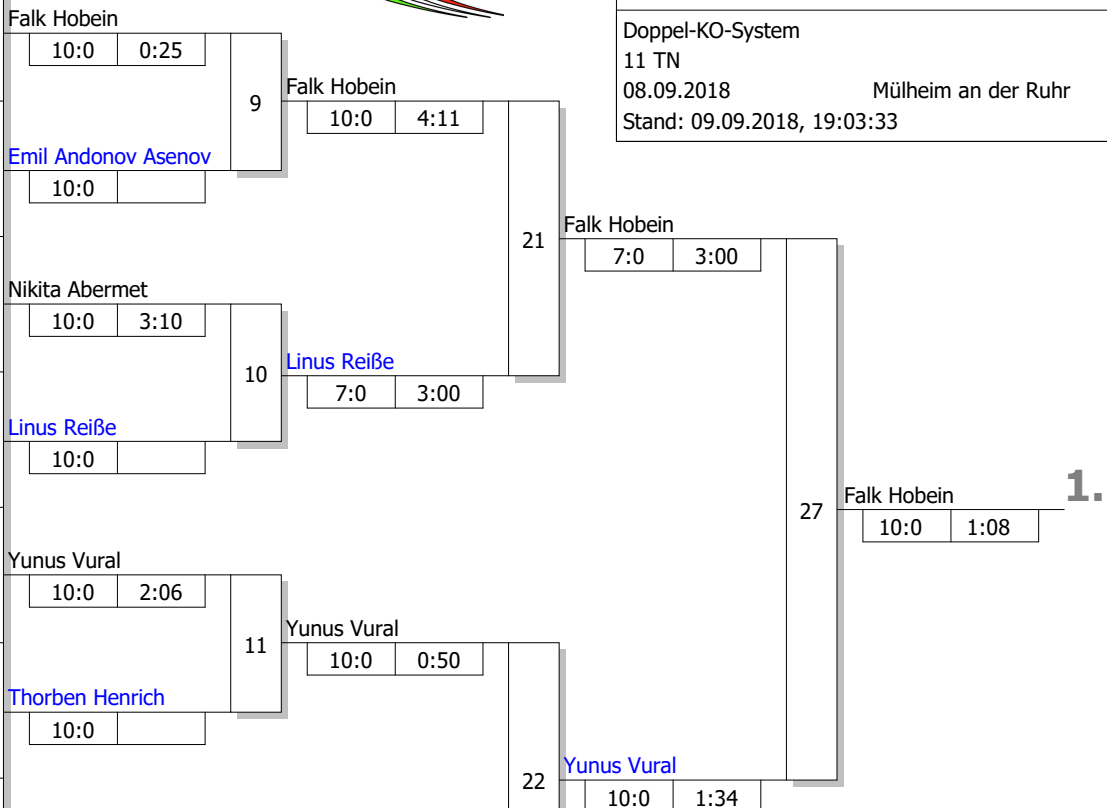 Falk Hobein
10:0 0:25
9
Falk Hobein
10:0 4:11
Emil Andonov Asenov
10:0
Doppel-KO-System
11 TN
08.09.2018 Mülheim an der Ruhr
Stand: 09.09.2018, 19:03:33
21
Falk Hobein
7:0 3:00
Nikita Abermet
10:0 3:10
10
Linus Reiße
7:0 3:00
Linus Reiße
10:0
27
Falk Hobein
10:0 1:08
1.
Yunus Vural
10:0 2:06
11
Yunus Vural
10:0 0:50
Thorben Henrich
10:0
22
Yunus Vural
10:0 1:34